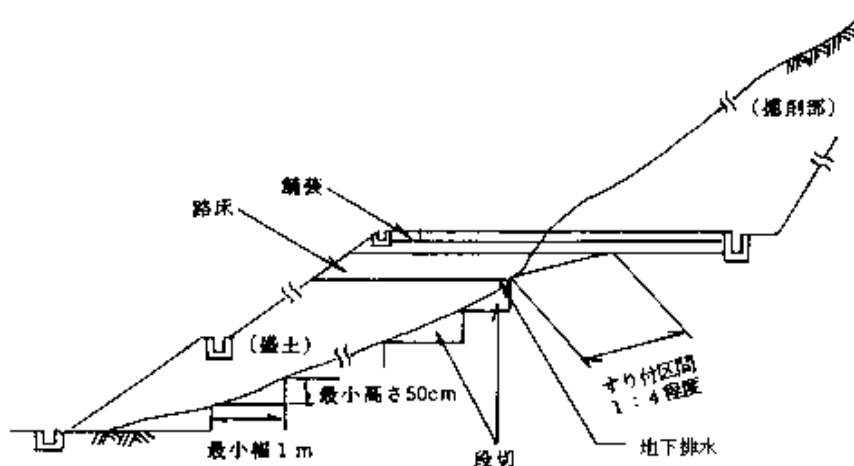 (掘削部)
舗装
路床
(盛土)
すり付区間
1:4程度
最小高さ50cm
最小幅1m
段切
地下排水